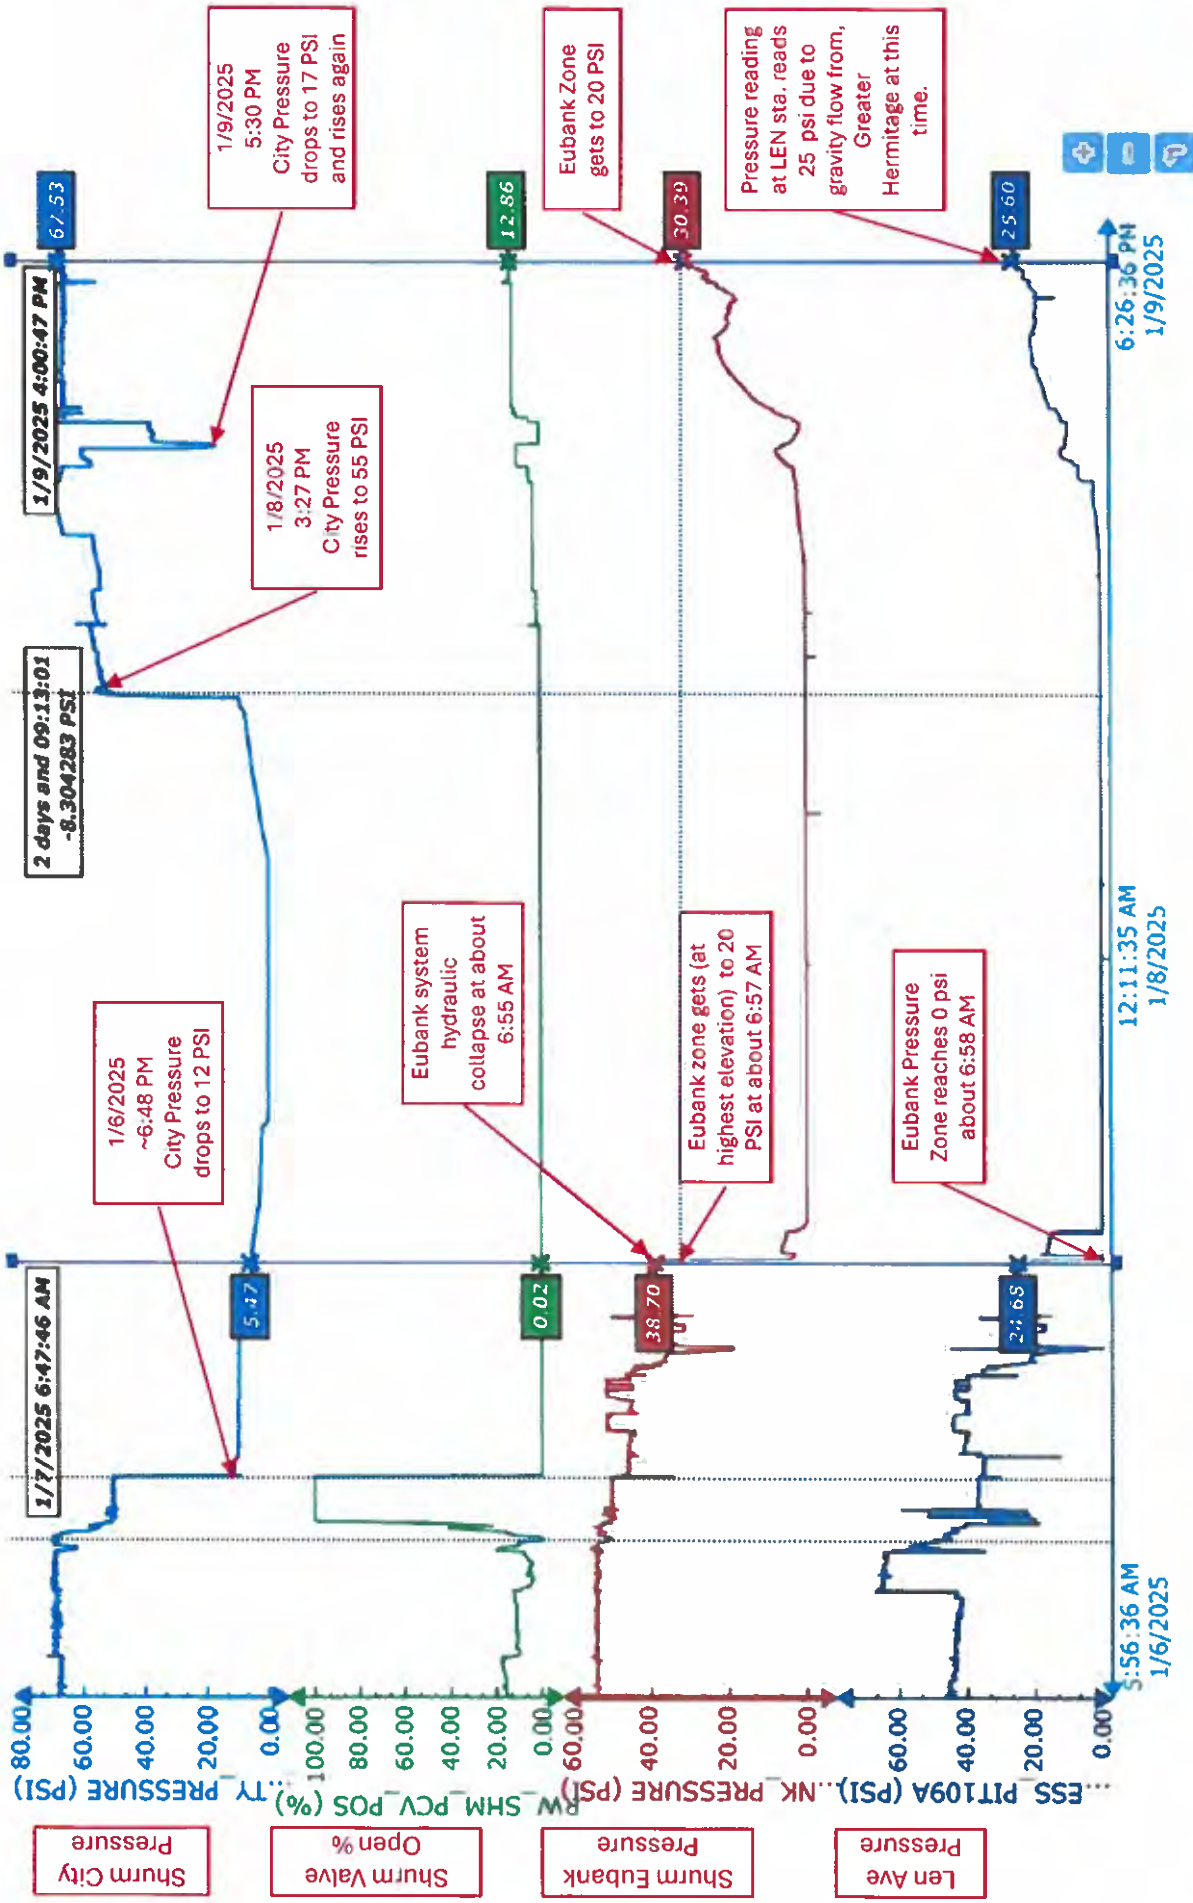 1/7/2025 6:47:46 AM
2 days and 09:13:01
-8.304283 PSI
1/9/2025 4:00:47 PM
1/6/2025
~6:48 PM
City Pressure
drops to 12 PSI
1/8/2025
3:27 PM
City Pressure
rises to 55 PSI
1/9/2025
5:30 PM
City Pressure
drops to 17 PSI
and rises again
Shurm City
Pressure
...TY_PRESSURE (PSI)
80.00
60.00
40.00
20.00
0.00
5.47
67.53
Shurm Valve
Open %
RW_SHM_PCV_POS (%)
100.00
0.00
0.02
12.86
Eubank system
hydraulic
collapse at about
6:55 AM
Eubank Zone
gets to 20 PSI
Shurm Eubank
Pressure
...NK_PRESSURE (PSI)
60.00
40.00
20.00
0.00
38.70
30.39
Eubank zone gets (at
highest elevation) to 20
PSI at about 6:57 AM
Pressure reading
at LEN sta. reads
25 psi due to
gravity flow from,
Greater
Hermitage at this
time.
Len Ave
Pressure
...ESS_PIT109A (PSI)
60.00
40.00
20.00
0.00
24.68
25.60
Eubank Pressure
Zone reaches 0 psi
about 6:58 AM
5:56:36 AM
1/6/2025
12:11:35 AM
1/8/2025
6:26:36 PM
1/9/2025